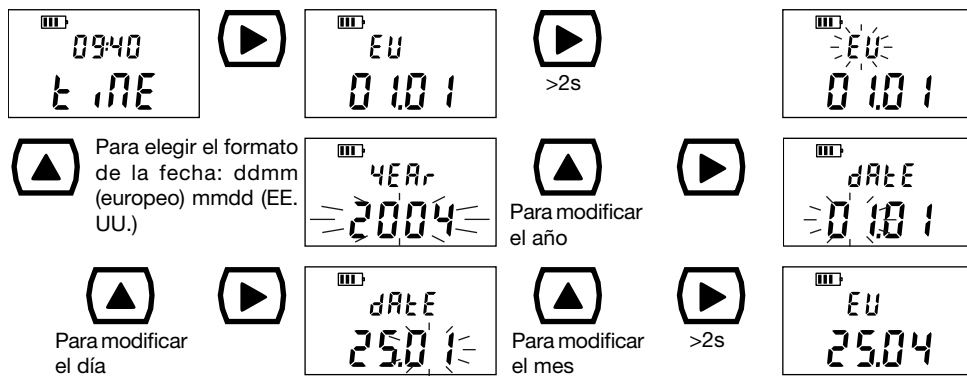 09:40
tiME
EU
01.01
>2s
EU
01.01
Para elegir el formato
de la fecha: ddmm
(europeo) mmdd (EE.
UU.)
YEAr
2004
Para modificar
el año
dAtE
01.01
Para modificar
el día
dAtE
25.01
Para modificar
el mes
>2s
EU
25.04